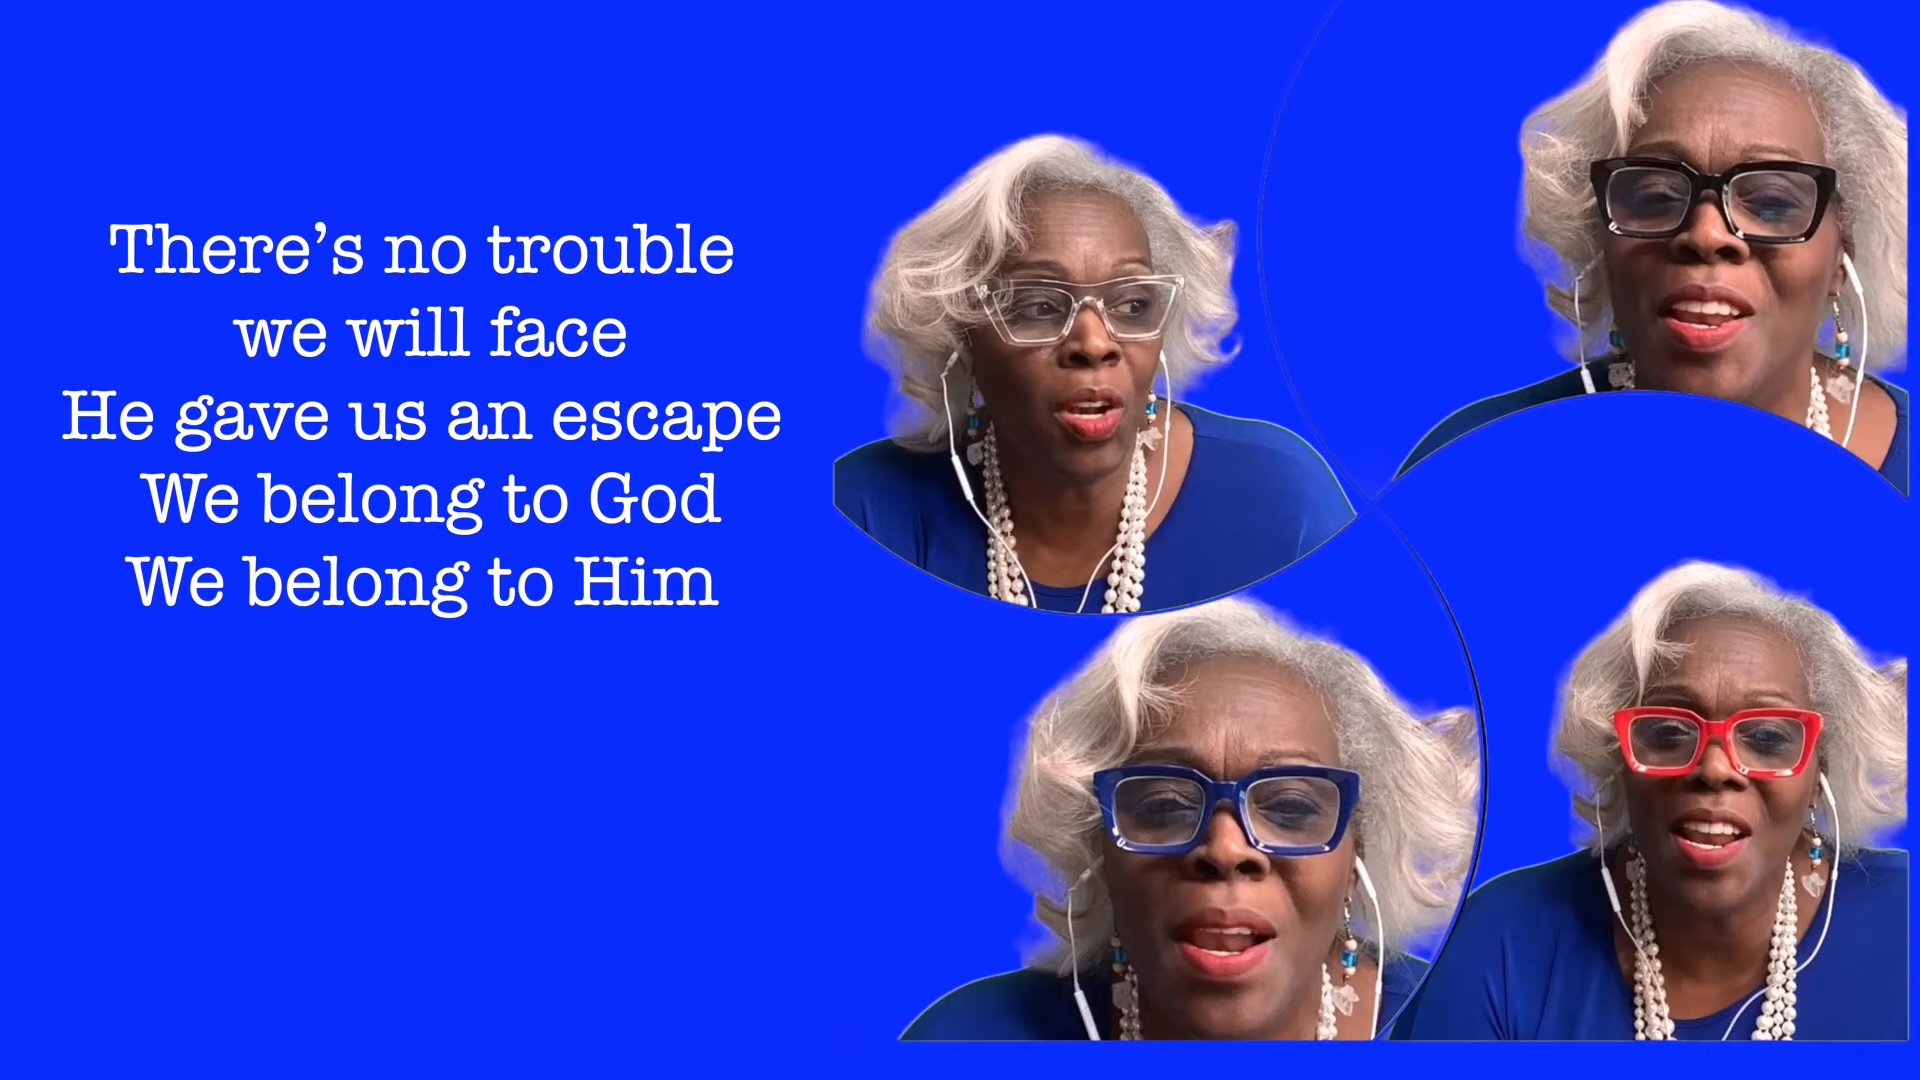 There’s no trouble
we will face
He gave us an escape
We belong to God
We belong to Him